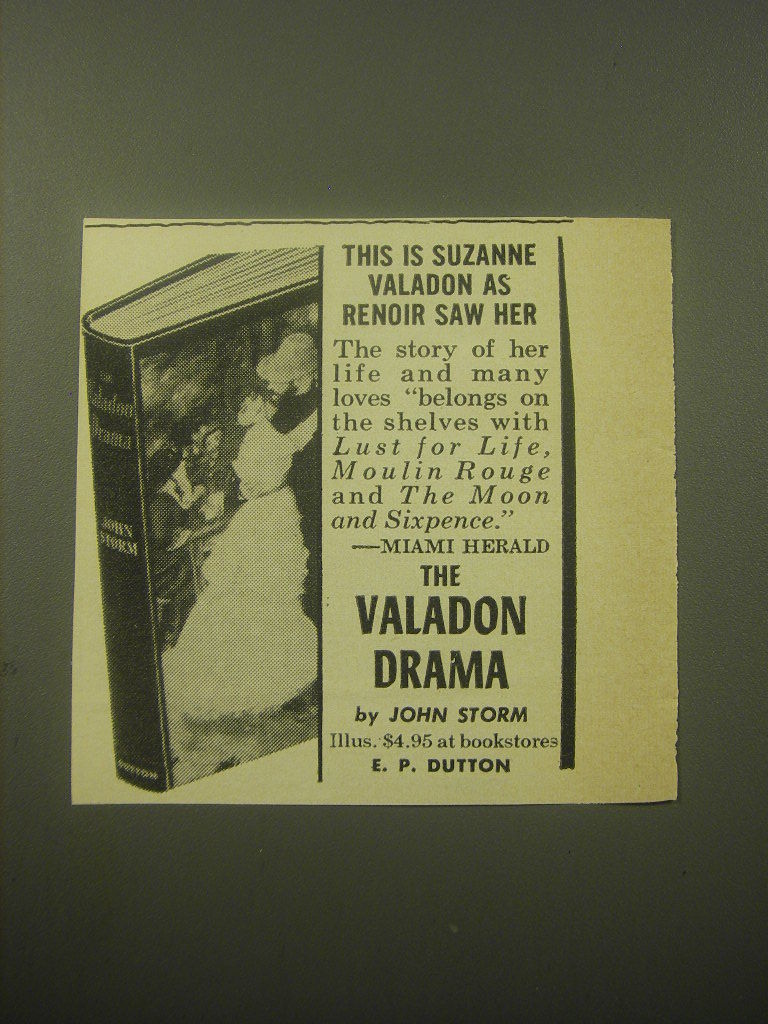 THIS IS SUZANNE
VALADON AS
RENOIR SAW HER
The story of her
life and many
loves “belongs on
the shelves with
Lust for Life,
Moulin Rouge
and The Moon
and Sixpence.”
—MIAMI HERALD
THE
VALADON
DRAMA
by JOHN STORM
Illus. $4.95 at bookstores
E. P. DUTTON
The
Valadon
Drama
JOHN
STORM
DUTTON